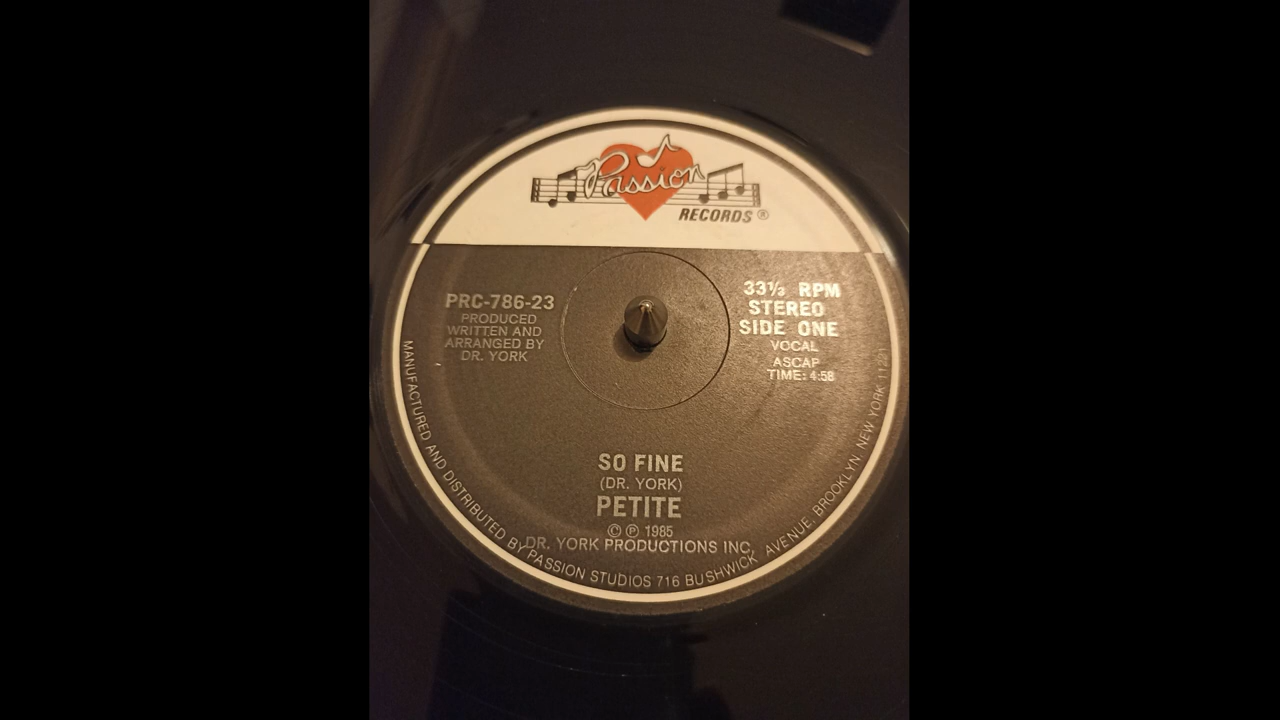 Passion
RECORDS®
PRC-786-23
PRODUCED
WRITTEN AND
ARRANGED BY
DR. YORK
33⅓ RPM
STEREO
SIDE ONE
VOCAL
ASCAP
TIME: 4:58
SO FINE
(DR. YORK)
PETITE
© ℗ 1985
DR. YORK PRODUCTIONS INC,
MANUFACTURED AND DISTRIBUTED BY PASSION STUDIOS 716 BUSHWICK AVENUE, BROOKLYN, NEW YORK 11221